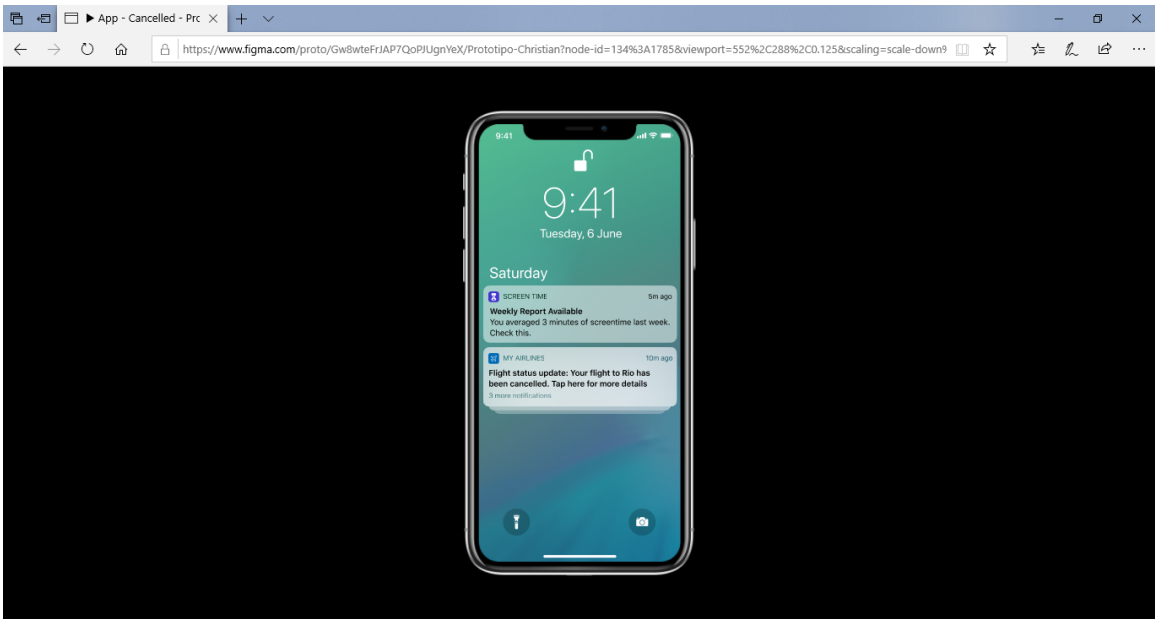 App - Cancelled - Prc
https://www.figma.com/proto/Gw8wteFrJAP7QoPJUgnYeX/Prototipo-Christian?node-id=134%3A1785&viewport=552%2C288%2C0.125&scaling=scale-down9
9:41
9:41
Tuesday, 6 June
Saturday
SCREEN TIME 5m ago
Weekly Report Available
You averaged 3 minutes of screentime last week.
Check this.
MY AIRLINES 10m ago
Flight status update: Your flight to Rio has
been cancelled. Tap here for more details
3 more notifications